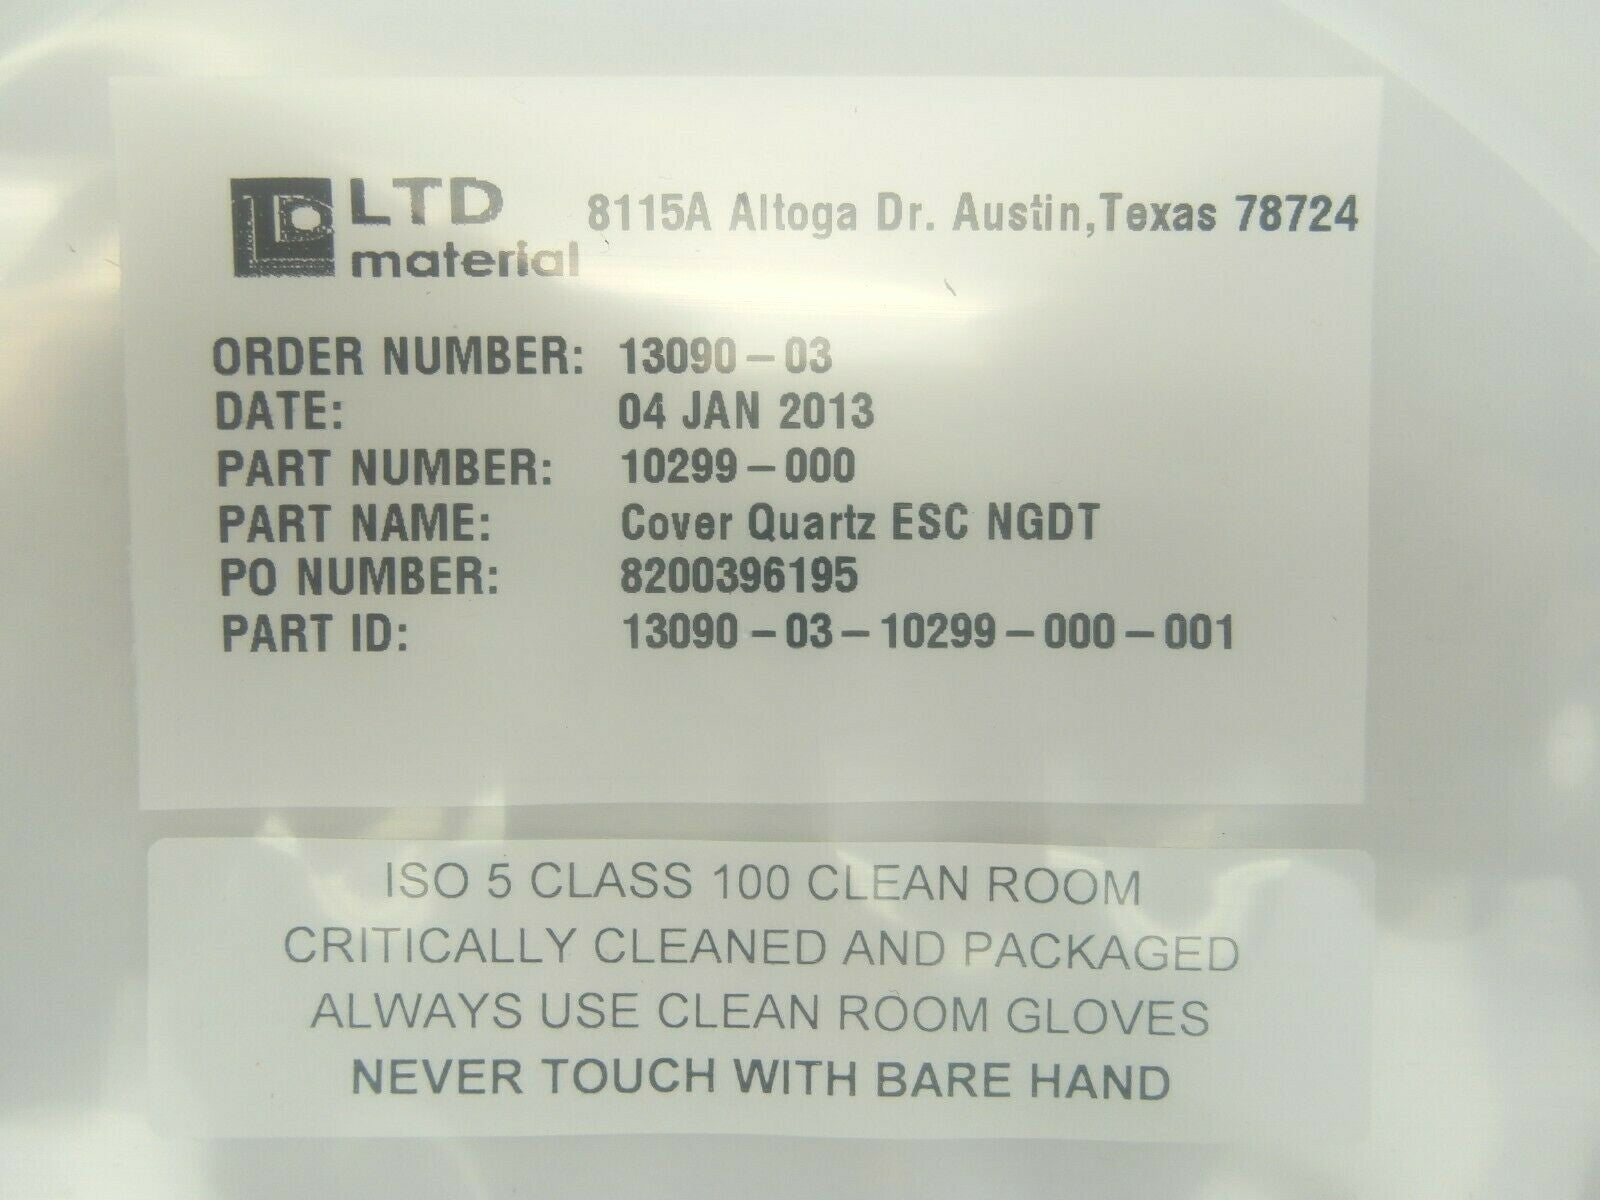 LTD material 8115A Altoga Dr. Austin,Texas 78724
ORDER NUMBER: 13090-03
DATE: 04 JAN 2013
PART NUMBER: 10299-000
PART NAME: Cover Quartz ESC NGDT
PO NUMBER: 8200396195
PART ID: 13090-03-10299-000-001
ISO 5 CLASS 100 CLEAN ROOM
CRITICALLY CLEANED AND PACKAGED
ALWAYS USE CLEAN ROOM GLOVES
NEVER TOUCH WITH BARE HAND